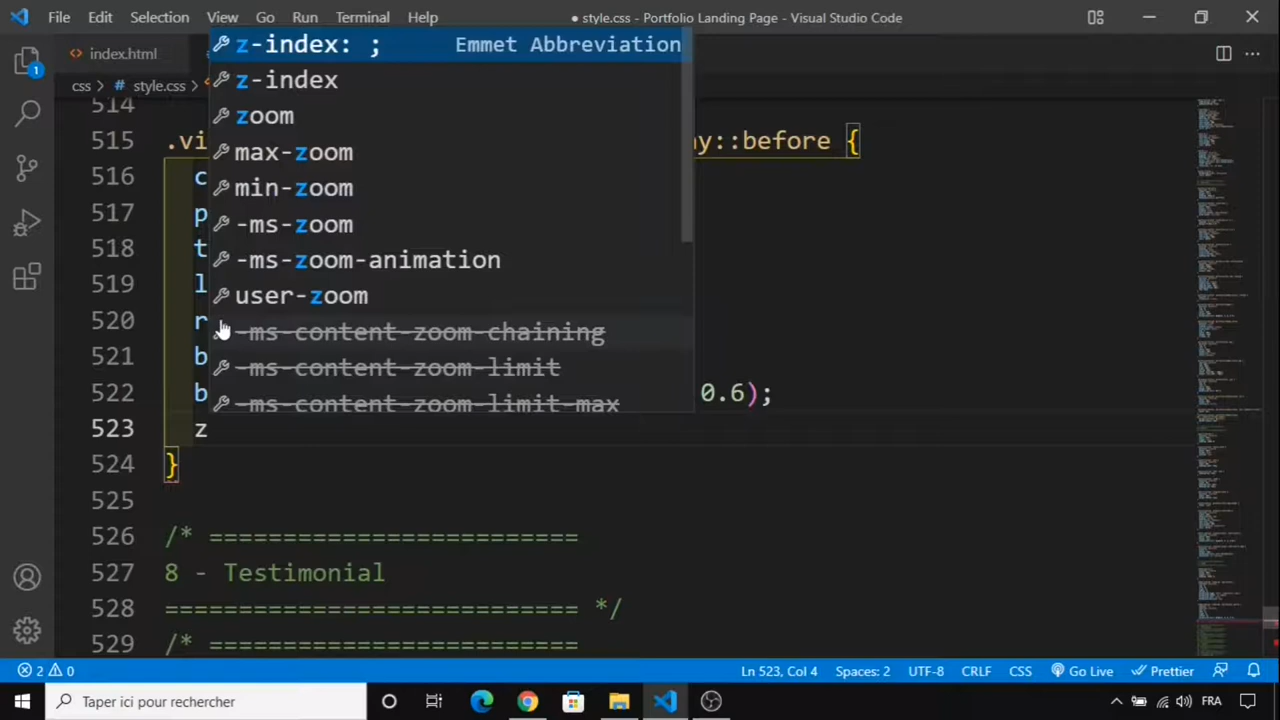 File Edit Selection View Go Run Terminal Help ● style.css - Portfolio Landing Page - Visual Studio Code
<> index.html
css > # style.css >
z-index: ; Emmet Abbreviation
z-index
zoom
max-zoom
min-zoom
-ms-zoom
-ms-zoom-animation
user-zoom
-ms-content-zoom-chaining
-ms-content-zoom-limit
-ms-content-zoom-limit-max
514
515 .vi ay::before {
516 c
517 p
518 t
519 l
520 r
521 b
522 b 0.6);
523 z
524 }
525
526 /* =========================
527 8 - Testimonial
528 ============================ */
529 /* =========================
1
2 0 Ln 523, Col 4 Spaces: 2 UTF-8 CRLF CSS Go Live Prettier
Taper ici pour rechercher FRA